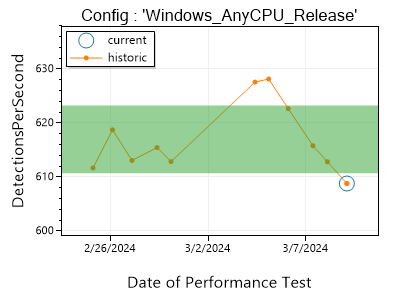 Config : 'Windows_AnyCPU_Release'
current
historic
DetectionsPerSecond
630
620
610
600
2/26/2024
3/2/2024
3/7/2024
Date of Performance Test